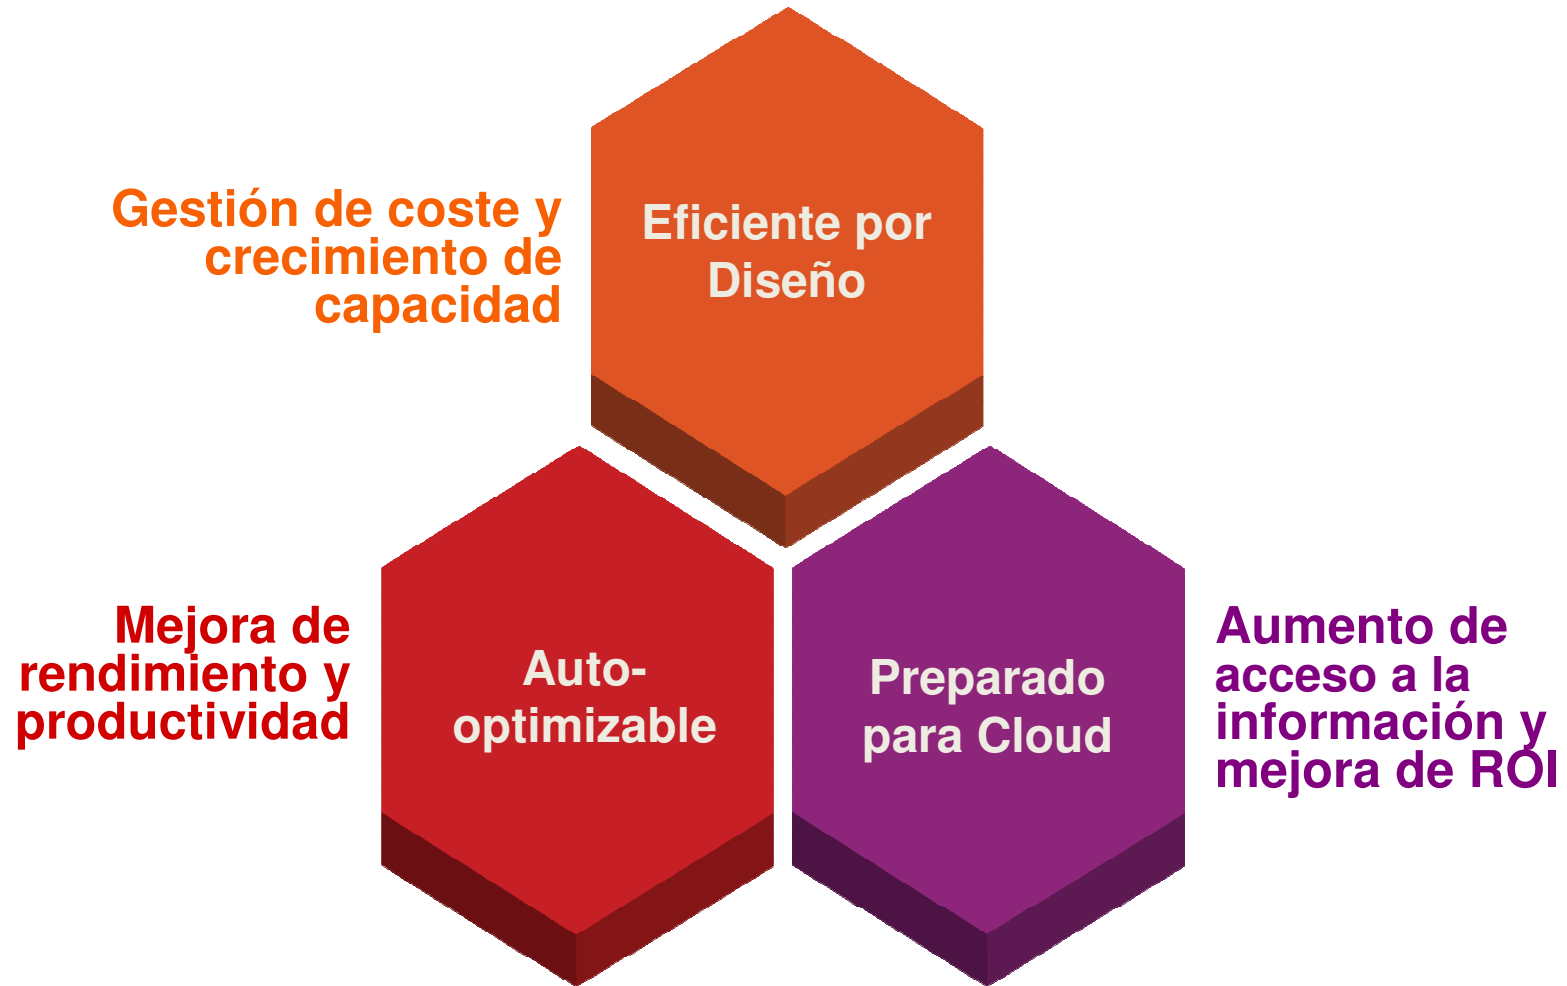 Gestión de coste y
crecimiento de
capacidad
Eficiente por
Diseño
Mejora de
rendimiento y
productividad
Auto-
optimizable
Preparado
para Cloud
Aumento de
acceso a la
información y
mejora de ROI